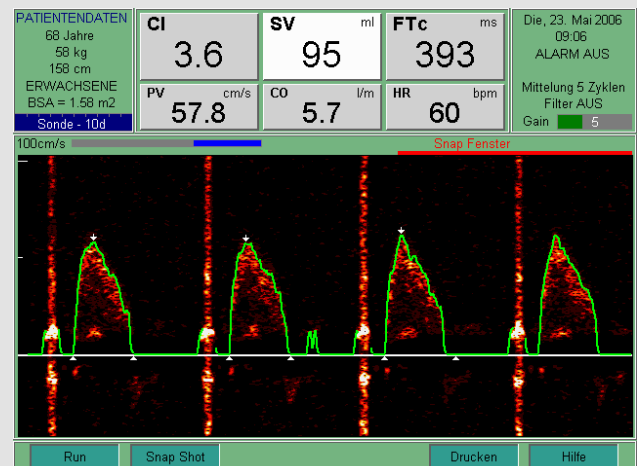 PATIENTENDATEN
68 Jahre
58 kg
158 cm
ERWACHSENE
BSA = 1.58 m2
Sonde - 10d
CI
3.6
SV ml
95
FTc ms
393
PV cm/s
57.8
CO l/m
5.7
HR bpm
60
Die, 23. Mai 2006
09:06
ALARM AUS
Mittelung 5 Zyklen
Filter AUS
Gain 5
100cm/s
Snap Fenster
Run
Snap Shot
Drucken
Hilfe